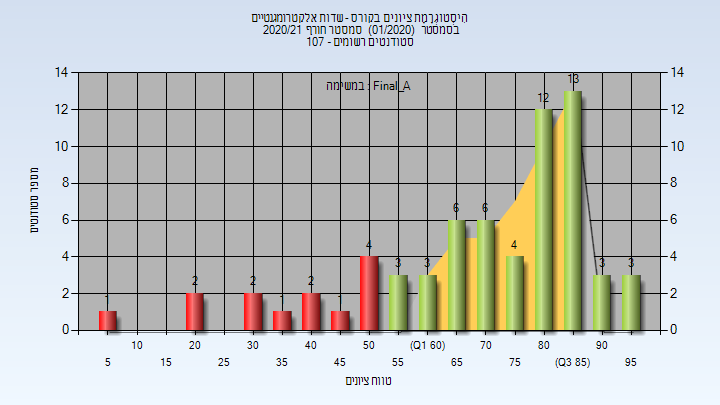 הִיסְטוֹגְרָמַת ציונים בקורס - שדות אלקטרומגנטיים
בסמסטר (01/2020) סמסטר חורף 2020/21
סטודנטים רשומים - 107
במשימה : Final_A
מספר סטודנטים
14 14
12 12
10 10
8 8
6 6
4 4
2 2
0 0
1 2 2 1 2 1 4 3 3 6 6 4 12 13 3 3
10 20 30 40 50 (Q1 60) 70 80 90
5 15 25 35 45 55 65 75 (Q3 85) 95
טווח ציונים